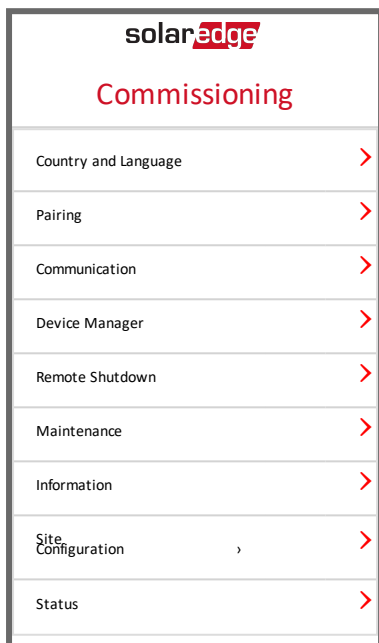 solaredge
Commissioning
Country and Language
Pairing
Communication
Device Manager
Remote Shutdown
Maintenance
Information
Site
Configuration ›
Status